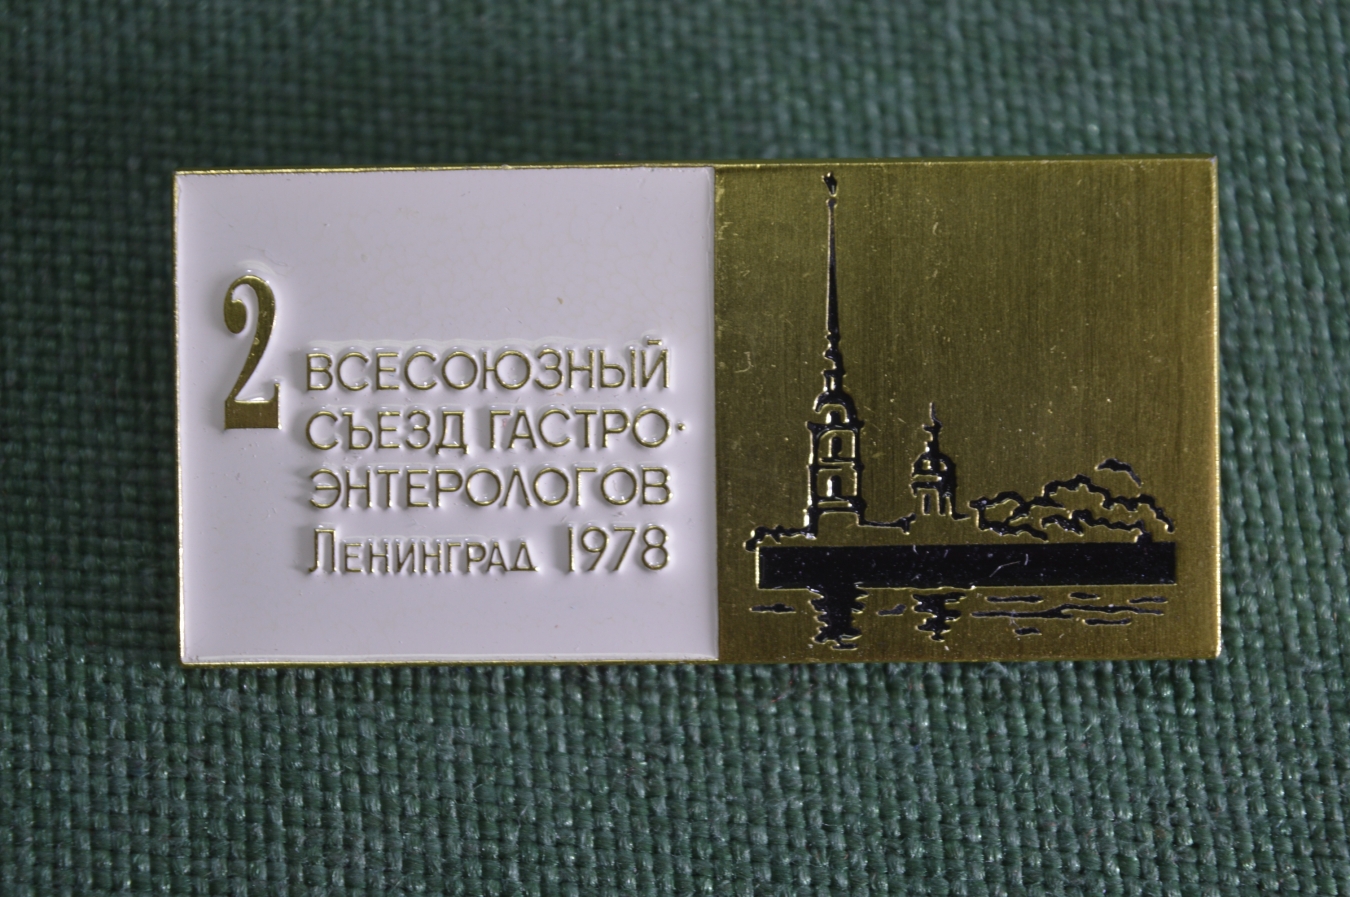 2 ВСЕСОЮЗНЫЙ
СЪЕЗД ГАСТРО-
ЭНТЕРОЛОГОВ
ЛЕНИНГРАД 1978